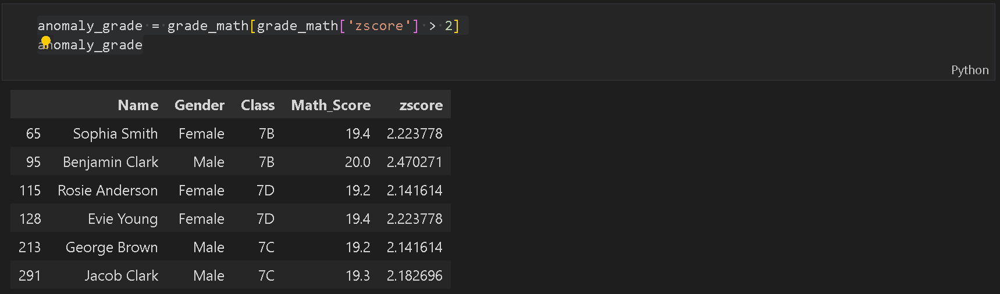 anomaly_grade = grade_math[grade_math['zscore'] > 2]
anomaly_grade
Python
Name Gender Class Math_Score zscore
65 Sophia Smith Female 7B 19.4 2.223778
95 Benjamin Clark Male 7B 20.0 2.470271
115 Rosie Anderson Female 7D 19.2 2.141614
128 Evie Young Female 7D 19.4 2.223778
213 George Brown Male 7C 19.2 2.141614
291 Jacob Clark Male 7C 19.3 2.182696